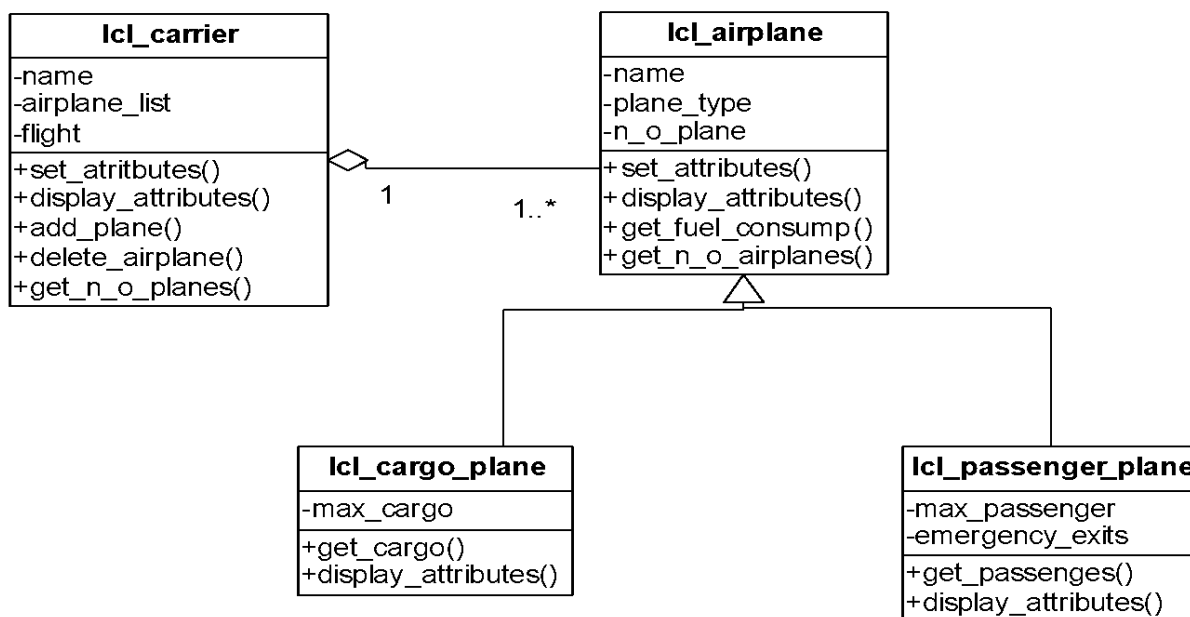 lcl_carrier
-name
-airplane_list
-flight
+set_atritbutes()
+display_attributes()
+add_plane()
+delete_airplane()
+get_n_o_planes()
1
1..*
lcl_airplane
-name
-plane_type
-n_o_plane
+set_attributes()
+display_attributes()
+get_fuel_consump()
+get_n_o_airplanes()
lcl_cargo_plane
-max_cargo
+get_cargo()
+display_attributes()
lcl_passenger_plane
-max_passenger
-emergency_exits
+get_passenges()
+display_attributes()